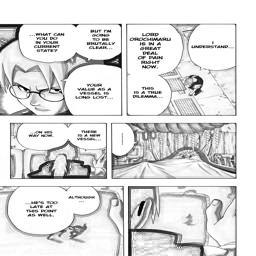 I
UNDERSTAND....
LORD
OROCHIMARU
IS IN A
GREAT
DEAL
OF PAIN
RIGHT
NOW.
THIS IS
A TRUE
DILEMMA...
BUT I'M
GOING
TO BE
BRUTALLY
CLEAR....
YOUR
VALUE AS A
VESSEL IS
LONG LOST...
...WHAT CAN
YOU DO
IN YOUR
CURRENT
STATE?
THERE
IS A NEW
VESSEL...
...ON HIS
WAY NOW.
ALTHOUGH
...
...HE'S TOO
LATE AT
THIS POINT
AS WELL.